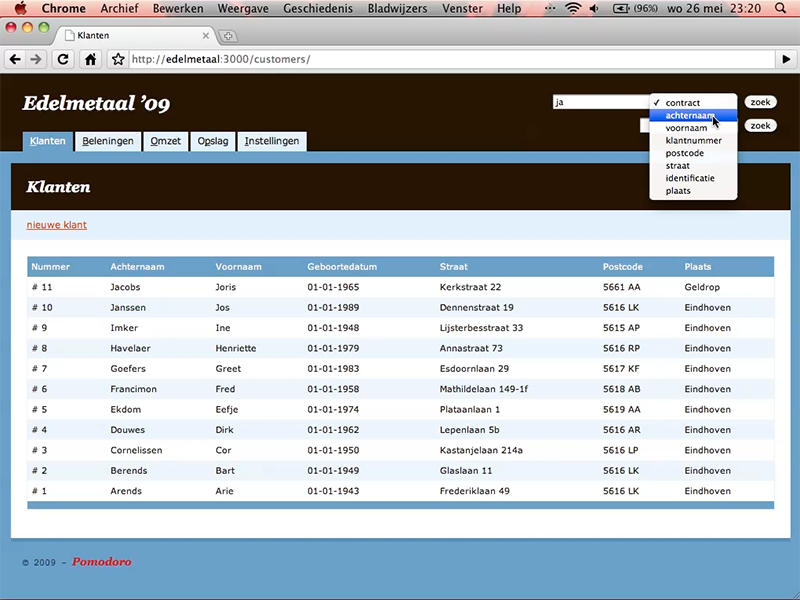 Chrome Archief Bewerken Weergave Geschiedenis Bladwijzers Venster Help (96%) wo 26 mei 23:20
Klanten
http://edelmetaal:3000/customers/
Edelmetaal ’09
ja
✓ contract
zoek
achternaam
voornaam
zoek
klantnummer
postcode
straat
identificatie
plaats
Klanten Beleningen Omzet Opslag Instellingen
Klanten
nieuwe klant
Nummer Achternaam Voornaam Geboortedatum Straat Postcode Plaats
# 11 Jacobs Joris 01-01-1965 Kerkstraat 22 5661 AA Geldrop
# 10 Janssen Jos 01-01-1989 Dennenstraat 19 5616 LK Eindhoven
# 9 Imker Ine 01-01-1948 Lijsterbesstraat 33 5615 AP Eindhoven
# 8 Havelaer Henriette 01-01-1979 Annastraat 73 5616 RP Eindhoven
# 7 Goefers Greet 01-01-1983 Esdoornlaan 29 5617 KF Eindhoven
# 6 Francimon Fred 01-01-1958 Mathildelaan 149-1f 5618 AB Eindhoven
# 5 Ekdom Eefje 01-01-1974 Plataanlaan 1 5619 AA Eindhoven
# 4 Douwes Dirk 01-01-1962 Lepenlaan 5b 5616 AR Eindhoven
# 3 Cornelissen Cor 01-01-1950 Kastanjelaan 214a 5616 LP Eindhoven
# 2 Berends Bart 01-01-1949 Glaslaan 11 5616 LK Eindhoven
# 1 Arends Arie 01-01-1943 Frederiklaan 49 5616 LK Eindhoven
© 2009 – Pomodoro